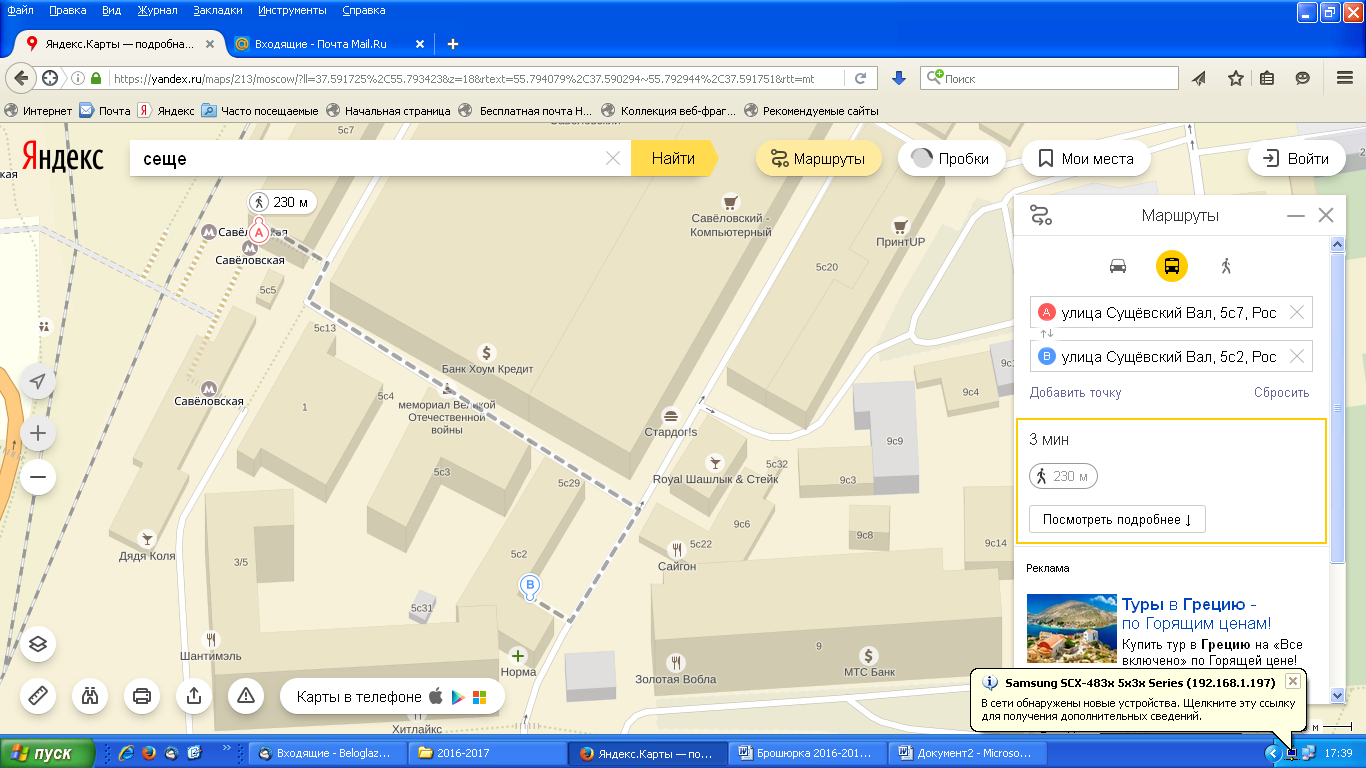 Файл Правка Вид Журнал Закладки Инструменты Справка
Яндекс.Карты — подробна...
Входящие - Почта Mail.Ru
https://yandex.ru/maps/213/moscow/?ll=37.591725%2C55.793423&z=18&rtext=55.794079%2C37.590294~55.792944%2C37.591751&rtt=mt
Поиск
Интернет Почта Яндекс Часто посещаемые Начальная страница Бесплатная почта H... Коллекция веб-фраг... Рекомендуемые сайты
Яндекс
сеще
Найти
Маршруты
Пробки
Мои места
Войти
5с7
230 м
A
Савёловская
5с5
5с13
Савёловский -
Компьютерный
ПринтUP
5с20
Банк Хоум Кредит
Савёловская
1
5с4
мемориал Великой
Отечественной
войны
Стардог!s
9с4
9с9
5с3
5с29
Royal Шашлык & Стейк
5с32
9с3
9с6
9с8
9с14
5с22
Сайгон
Дядя Коля
3/5
5с2
B
5с31
Шантимэль
Норма
Золотая Вобла
9
МТС Банк
Хитлайкс
Карты в телефоне
Маршруты
A улица Сущёвский Вал, 5с7, Рос
B улица Сущёвский Вал, 5с2, Рос
Добавить точку Сбросить
3 мин
230 м
Посмотреть подробнее ↓
Реклама
Туры в Грецию -
по Горящим ценам!
Купить тур в Грецию на «Все
включено» по Горящей цене!
Samsung SCX-483x 5x3x Series (192.168.1.197)
В сети обнаружены новые устройства. Щелкните эту ссылку
для получения дополнительных сведений.
м
пуск
Входящие - Beloglaz...
2016-2017
Яндекс.Карты — по...
Брошюрка 2016-201...
Документ2 - Microso...
17:39